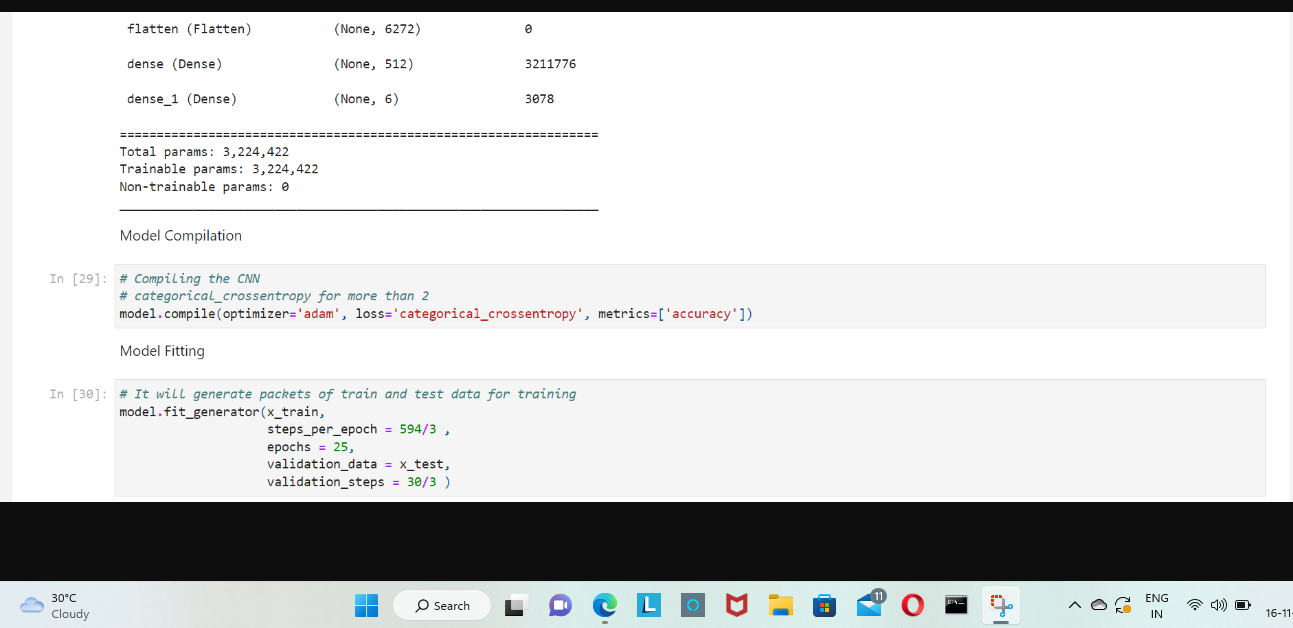 flatten (Flatten) (None, 6272) 0
dense (Dense) (None, 512) 3211776
dense_1 (Dense) (None, 6) 3078
=================================================================
Total params: 3,224,422
Trainable params: 3,224,422
Non-trainable params: 0
_________________________________________________________________
Model Compilation
In [29]: # Compiling the CNN
# categorical_crossentropy for more than 2
model.compile(optimizer='adam', loss='categorical_crossentropy', metrics=['accuracy'])
Model Fitting
In [30]: # It will generate packets of train and test data for training
model.fit_generator(x_train,
steps_per_epoch = 594/3 ,
epochs = 25,
validation_data = x_test,
validation_steps = 30/3 )
30°C
Cloudy
Search
L
11
ENG
IN
16-11-